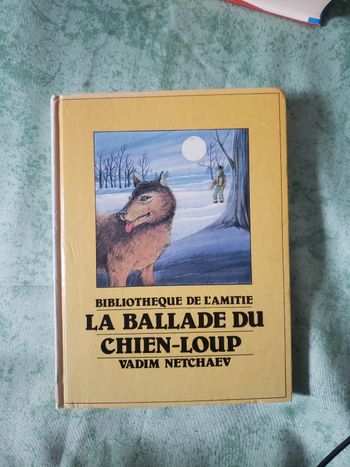 BIBLIOTHEQUE DE L'AMITIE
LA BALLADE DU
CHIEN-LOUP
VADIM NETCHAEV